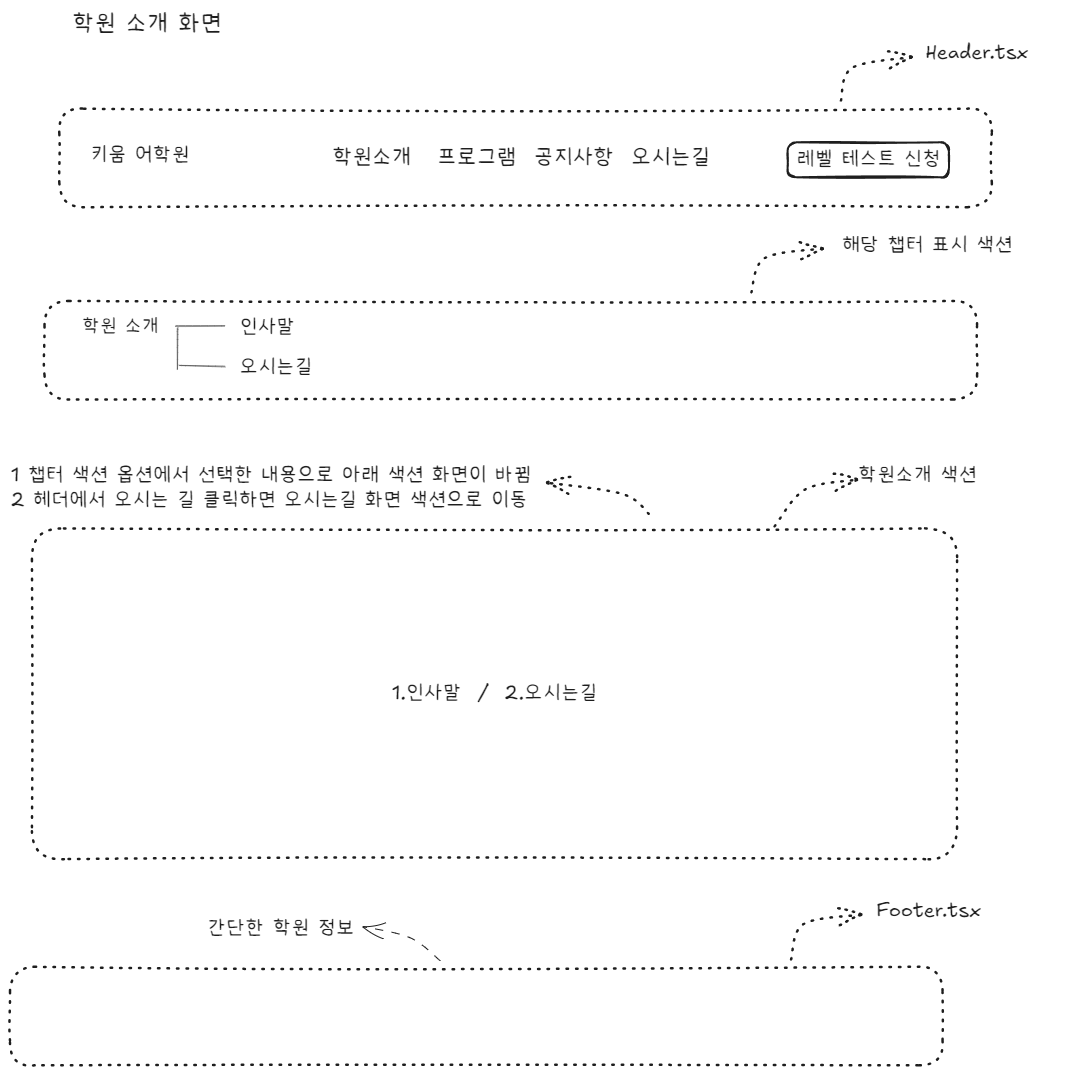 학원 소개 화면
Header.tsx
키움 어학원 학원소개 프로그램 공지사항 오시는길 레벨 테스트 신청
해당 챕터 표시 색션
학원 소개 인사말
오시는길
1 챕터 색션 옵션에서 선택한 내용으로 아래 색션 화면이 바뀜
학원소개 색션
2 헤더에서 오시는 길 클릭하면 오시는길 화면 색션으로 이동
1.인사말 / 2.오시는길
Footer.tsx
간단한 학원 정보